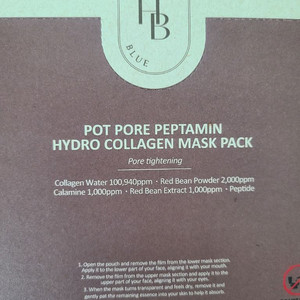 HB
BLUE
POT PORE PEPTAMIN
HYDRO COLLAGEN MASK PACK
Pore tightening
Collagen Water 100,940ppm · Red Bean Powder 2,000ppm
Calamine 1,000ppm · Red Bean Extract 1,000ppm · Peptide
1. Open the pouch and remove the film from the lower mask section.
Apply it to the lower part of your face, aligning it with your mouth.
2. Remove the film from the upper mask section and apply it to the
upper part of your face, aligning it with your eyes.
3. When the mask turns transparent and feels dry, remove it and
gently pat the remaining essence into your skin to help it absorb.